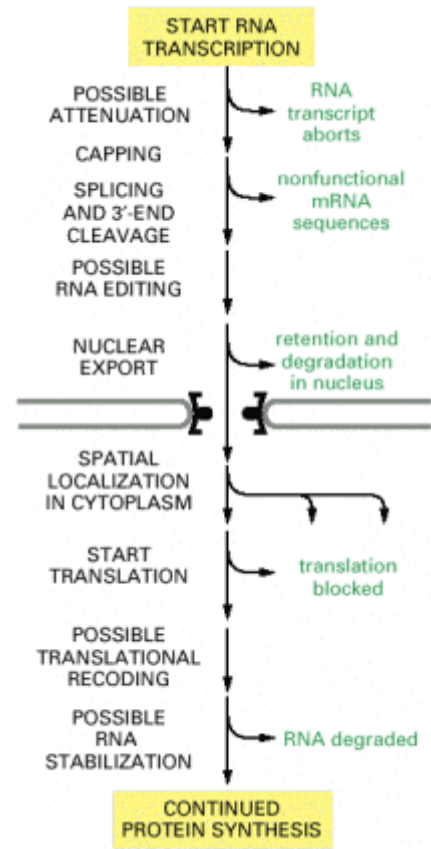 START RNA
TRANSCRIPTION
POSSIBLE
ATTENUATION
RNA
transcript
aborts
CAPPING
SPLICING
AND 3'-END
CLEAVAGE
nonfunctional
mRNA
sequences
POSSIBLE
RNA EDITING
NUCLEAR
EXPORT
retention and
degradation
in nucleus
SPATIAL
LOCALIZATION
IN CYTOPLASM
START
TRANSLATION
translation
blocked
POSSIBLE
TRANSLATIONAL
RECODING
POSSIBLE
RNA
STABILIZATION
RNA degraded
CONTINUED
PROTEIN SYNTHESIS